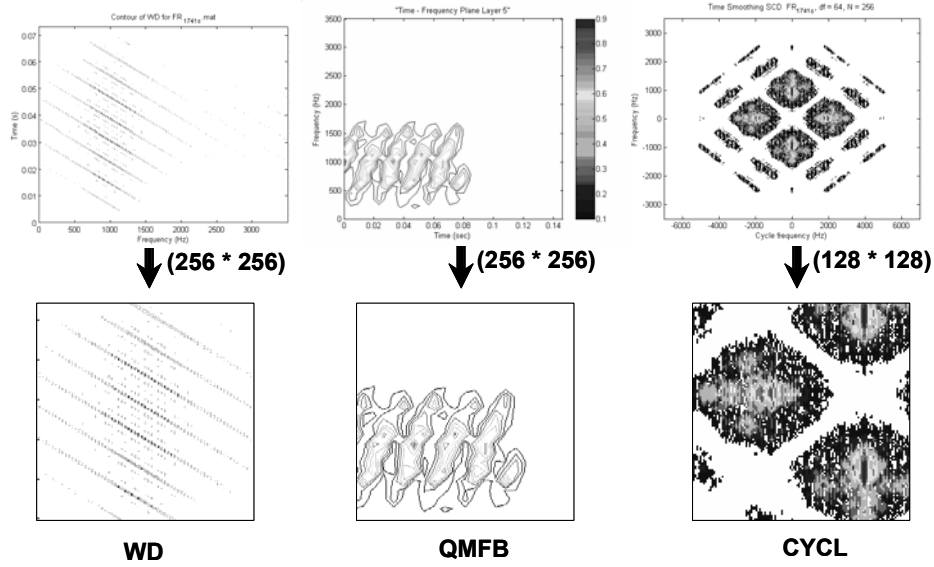 Contour of WD for FR_1741s mat
Time (s)
0.07
0.06
0.05
0.04
0.03
0.02
0.01
0
0 500 1000 1500 2000 2500 3000
Frequency (Hz)
"Time - Frequency Plane Layer 5"
Frequency (Hz)
3500
3000
2500
2000
1500
1000
500
0
0 0.02 0.04 0.06 0.08 0.1 0.12 0.14
Time (sec)
0.9
0.8
0.7
0.6
0.5
0.4
0.3
0.2
0.1
Time Smoothing SCD FR_1741s, df = 64, N = 256
Frequency (Hz)
3000
2000
1000
0
-1000
-2000
-3000
-6000 -4000 -2000 0 2000 4000 6000
Cycle frequency (Hz)
(256 * 256)
(256 * 256)
(128 * 128)
WD
QMFB
CYCL